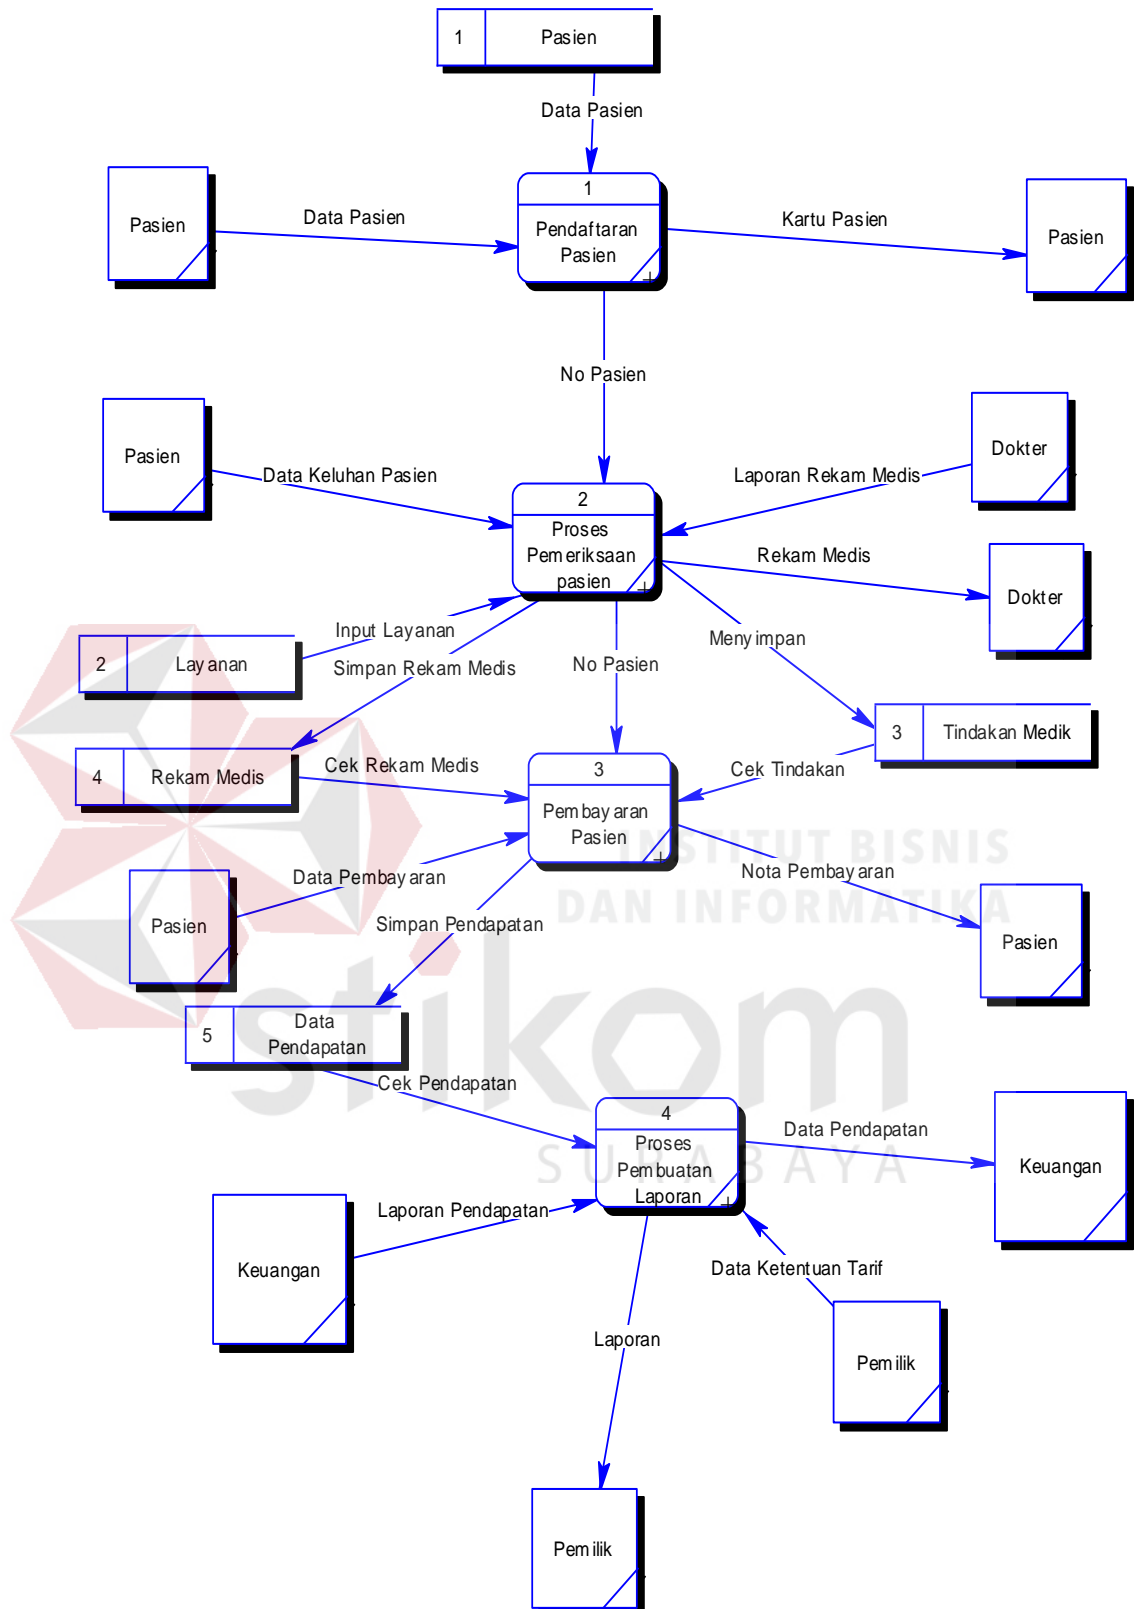 1 Pasien
Data Pasien
Pasien
Data Pasien
1
Pendaftaran
Pasien
Kartu Pasien
Pasien
No Pasien
Pasien
Data Keluhan Pasien
2
Proses
Pemeriksaan
pasien
Laporan Rekam Medis
Dokter
Rekam Medis
Dokter
Input Layanan
2 Layanan
Simpan Rekam Medis
No Pasien
Menyimpan
3 Tindakan Medik
4 Rekam Medis
Cek Rekam Medis
3
Pembayaran
Pasien
Cek Tindakan
INSTITUT BISNIS
DAN INFORMATIKA
Data Pembayaran
Nota Pembayaran
Pasien
Simpan Pendapatan
Pasien
stikom
SURABAYA
5 Data
Pendapatan
Cek Pendapatan
4
Proses
Pembuatan
Laporan
Data Pendapatan
Keuangan
Laporan Pendapatan
Keuangan
Data Ketentuan Tarif
Laporan
Pemilik
Pemilik